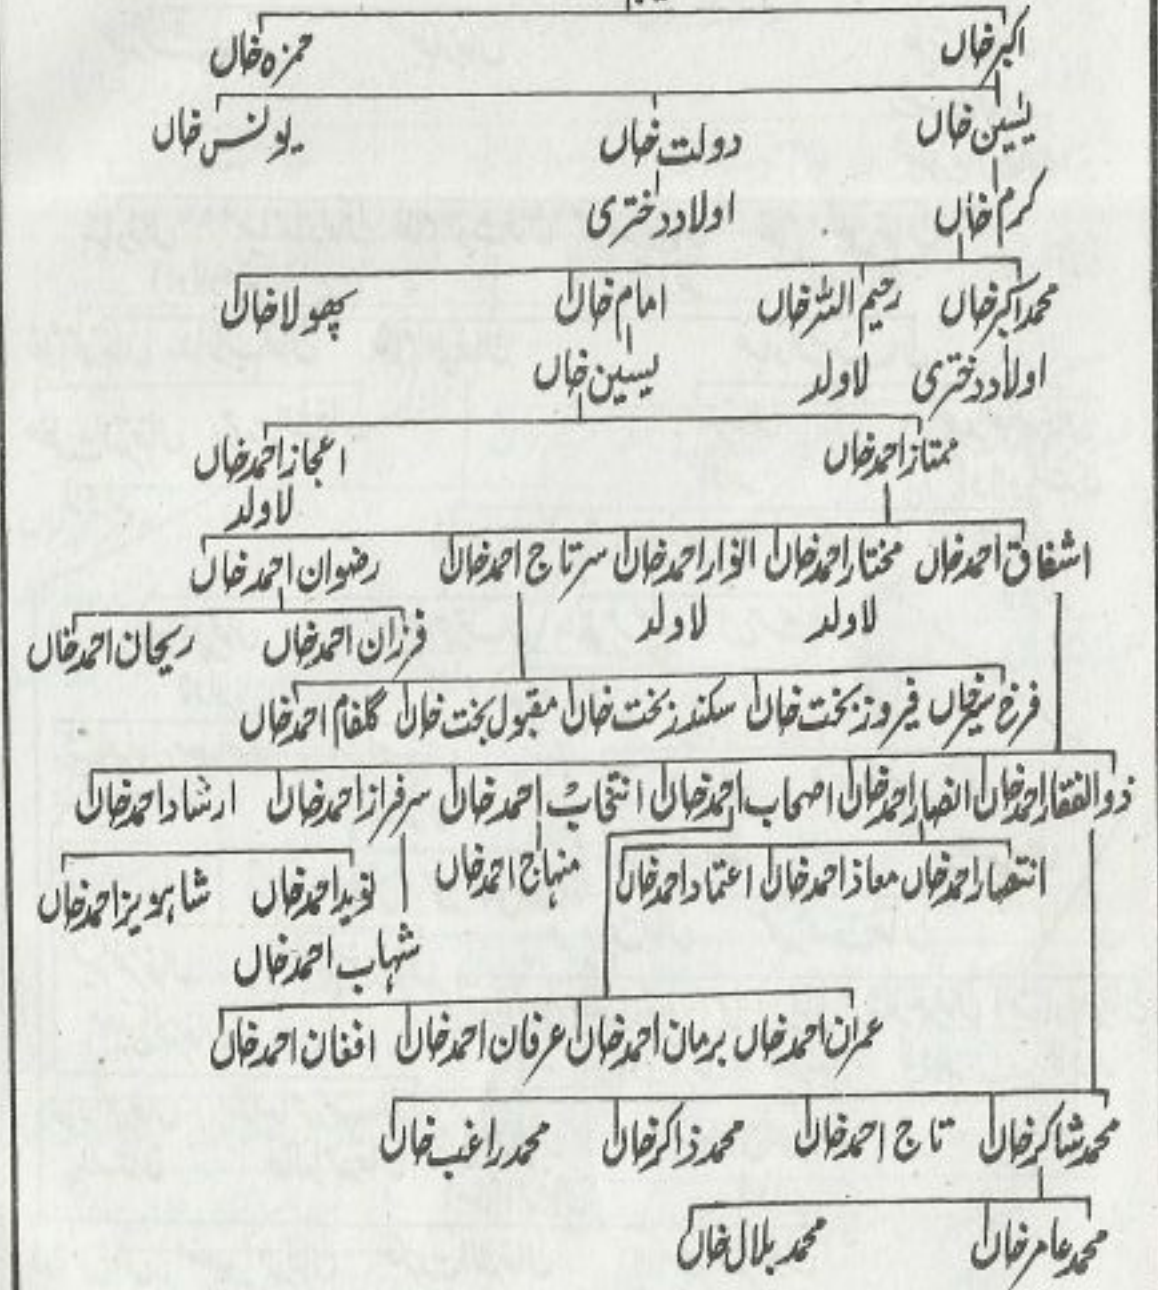 اکبر خاں حمزہ خاں
یٰسین خاں دولت خاں یونس خاں
کرم خاں اولاد دختری
محمد اکبر خاں رحیم اللہ خاں امام خاں پھولا خاں
اولاد دختری لاولد یسین خاں
ممتاز احمد خاں اعجاز احمد خاں
لاولد
اشفاق احمد خاں مختار احمد خاں انوار احمد خاں سرتاج احمد خاں رضوان احمد خاں
لاولد لاولد فرزان احمد خاں ریحان احمد خاں
فرخ سیر خاں فیروز بخت خاں سکندر بخت خاں مقبول بخت خاں گلفام احمد خاں
ذوالفقار احمد خاں انصار احمد خاں اصحاب احمد خاں انتخاب احمد خاں سرفراز احمد خاں ارشاد احمد خاں
انتصار احمد خاں معاذ احمد خاں اعتماد احمد خاں منہاج احمد خاں نوید احمد خاں شاہ ویز احمد خاں
شہاب احمد خاں
عمران احمد خاں برمان احمد خاں عرفان احمد خاں افغان احمد خاں
محمد شاکر خاں تاج احمد خاں محمد ذاکر خاں محمد راغب خاں
محمد عامر خاں محمد بلال خاں